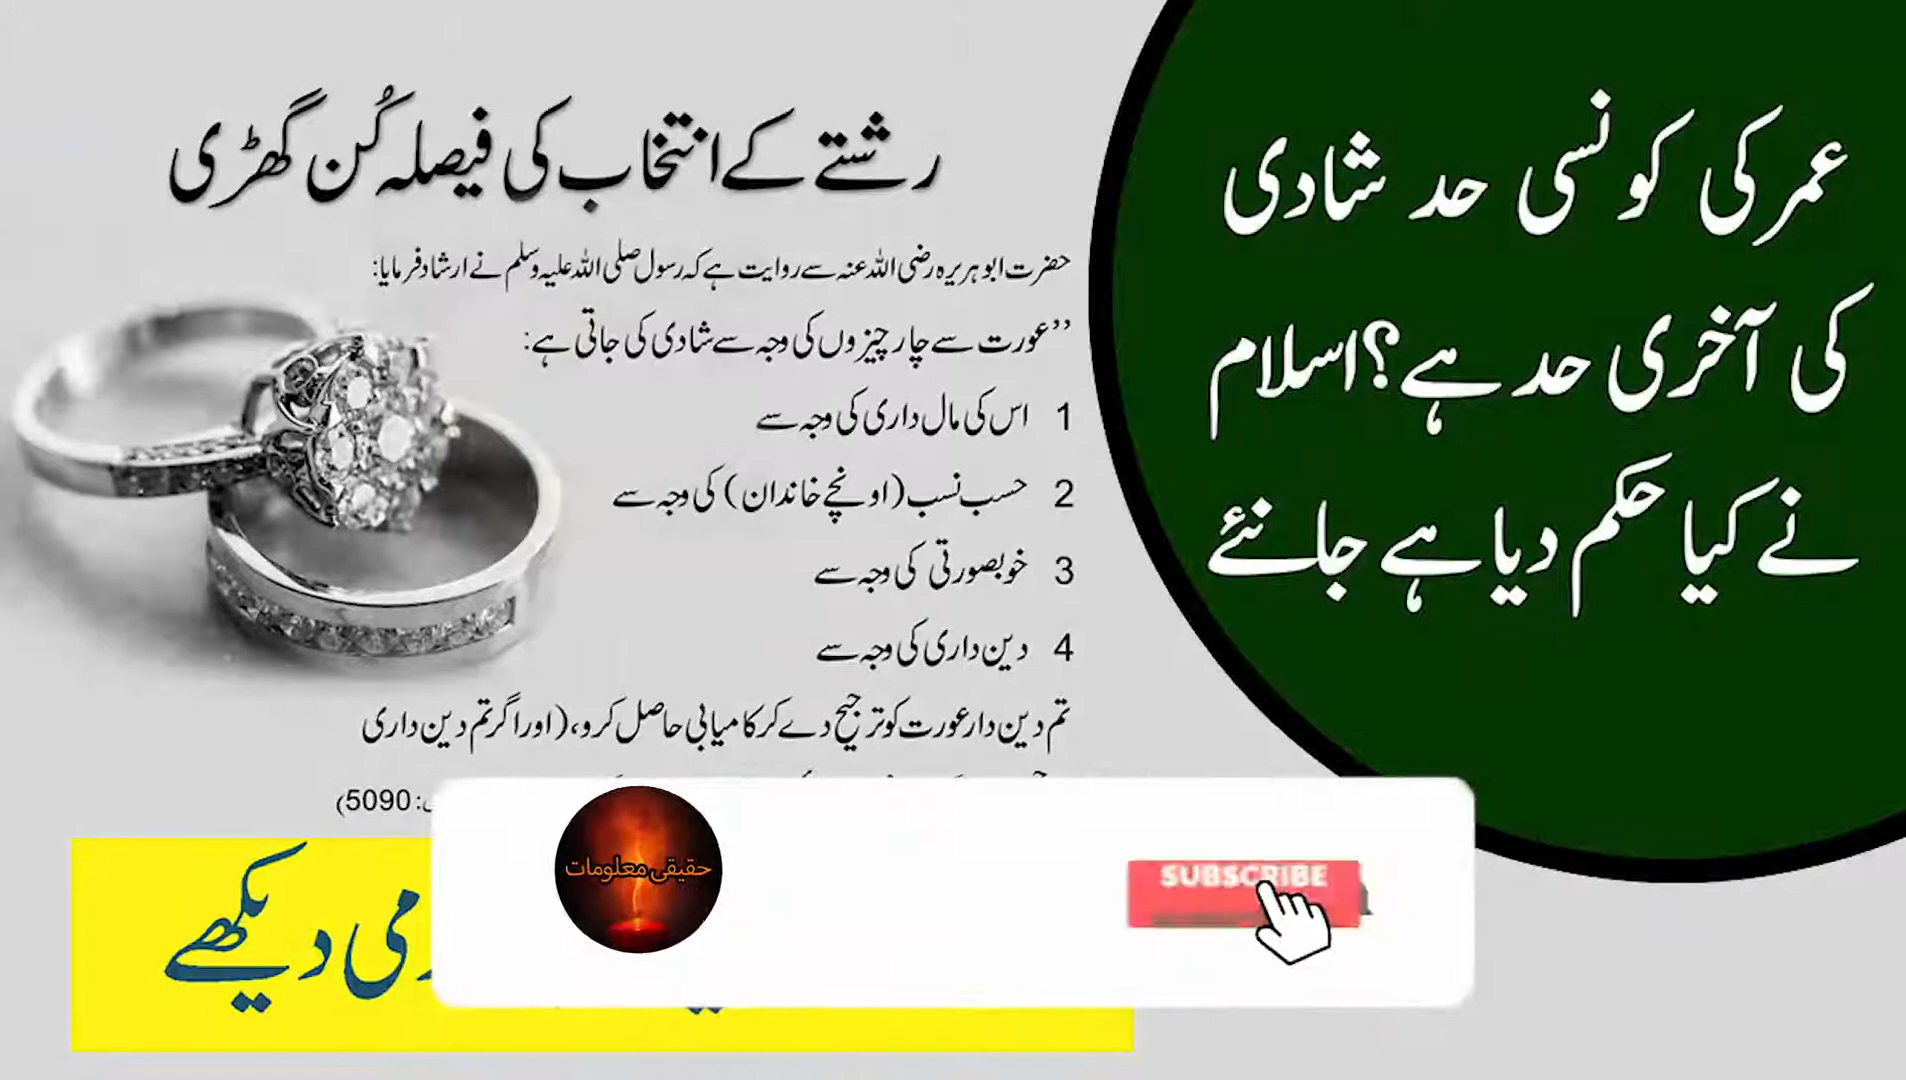 رشتے کے انتخاب کی فیصلہ کُن گھڑی
حضرت ابو ہریرہ رضی اللہ عنہ سے روایت ہے کہ رسول صلی اللہ علیہ وسلم نے ارشاد فرمایا:
”عورت سے چار چیزوں کی وجہ سے شادی کی جاتی ہے:
1 اس کی مال داری کی وجہ سے
2 حسب نسب (اونچے خاندان) کی وجہ سے
3 خوبصورتی کی وجہ سے
4 دین داری کی وجہ سے
تم دین دار عورت کو ترجیح دے کر کامیابی حاصل کرو، (اور اگر تم دین داری
5090)
عمر کی کونسی حد شادی
کی آخری حد ہے؟ اسلام
نے کیا حکم دیا ہے جانئے
دیکھے
حقیقی معلومات
SUBSCRIBE